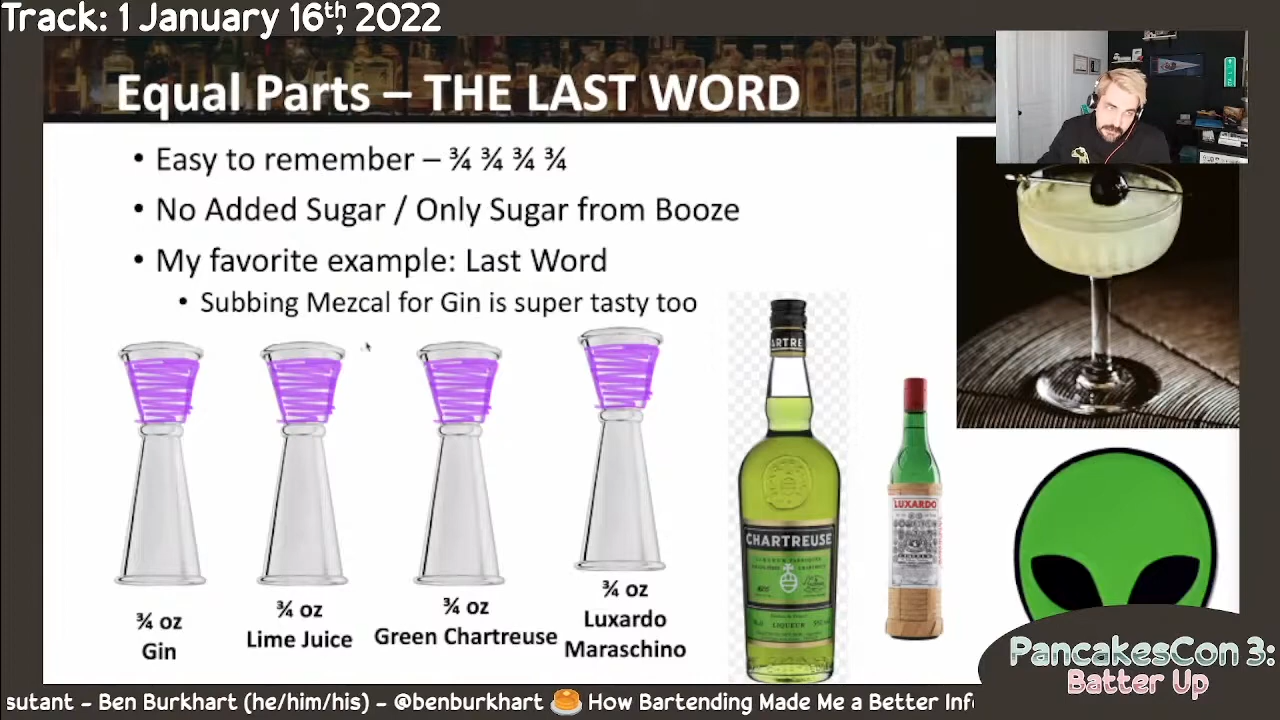 Track: 1 January 16th, 2022
Equal Parts – THE LAST WORD
• Easy to remember – ¾ ¾ ¾ ¾
• No Added Sugar / Only Sugar from Booze
• My favorite example: Last Word
• Subbing Mezcal for Gin is super tasty too
¾ oz
Gin
¾ oz
Lime Juice
¾ oz
Green Chartreuse
¾ oz
Luxardo
Maraschino
ARTRE
CHARTREUSE
LIQUEUR
LUXARDO
PancakesCon 3:
Batter Up
sutant - Ben Burkhart (he/him/his) - @benburkhart 🥞 How Bartending Made Me a Better Inf